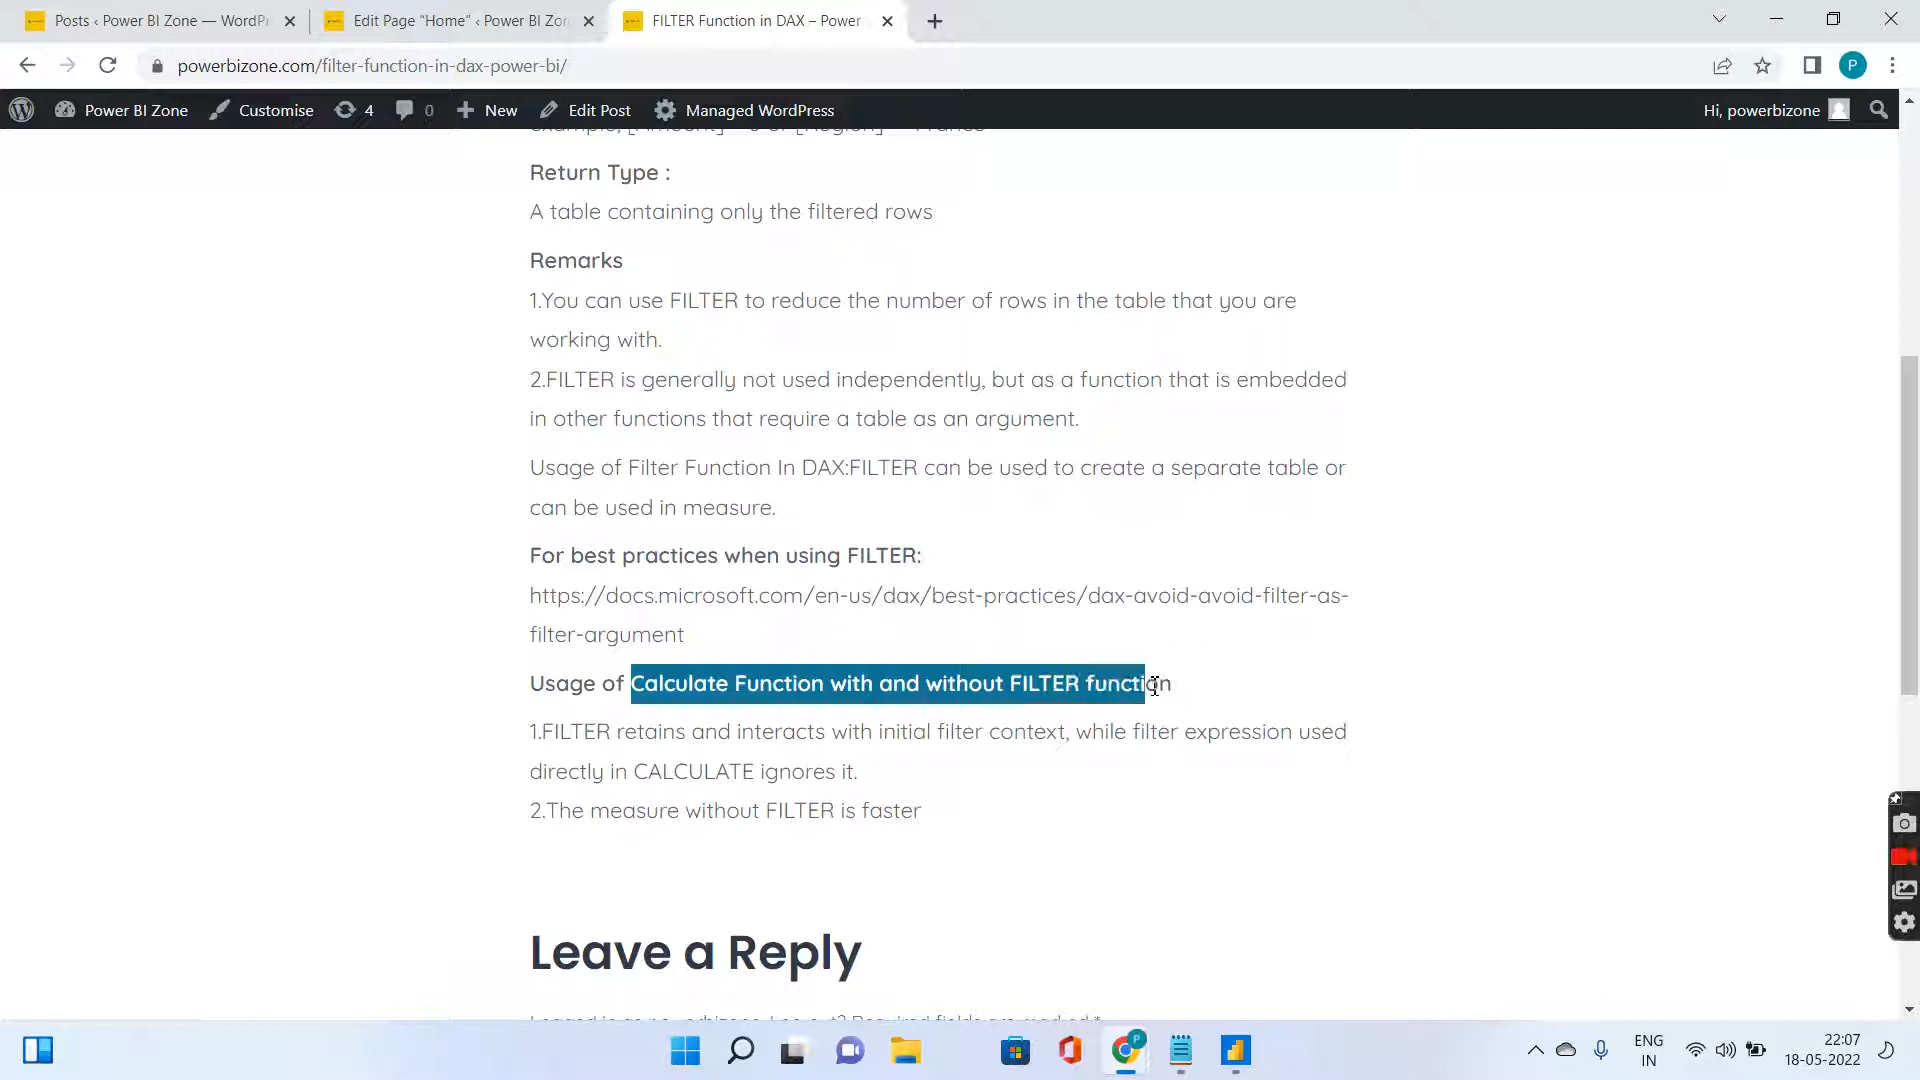 Posts ‹ Power BI Zone — WordPr
Edit Page "Home" ‹ Power BI Zon
FILTER Function in DAX – Power
powerbizone.com/filter-function-in-dax-power-bi/
P
Power BI Zone
Customise
4
0
New
Edit Post
Managed WordPress
Hi, powerbizone
Return Type :
A table containing only the filtered rows
Remarks
1.You can use FILTER to reduce the number of rows in the table that you are
working with.
2.FILTER is generally not used independently, but as a function that is embedded
in other functions that require a table as an argument.
Usage of Filter Function In DAX:FILTER can be used to create a separate table or
can be used in measure.
For best practices when using FILTER:
https://docs.microsoft.com/en-us/dax/best-practices/dax-avoid-avoid-filter-as-
filter-argument
Usage of Calculate Function with and without FILTER function
1.FILTER retains and interacts with initial filter context, while filter expression used
directly in CALCULATE ignores it.
2.The measure without FILTER is faster
Leave a Reply
P
ENG
IN
22:07
18-05-2022